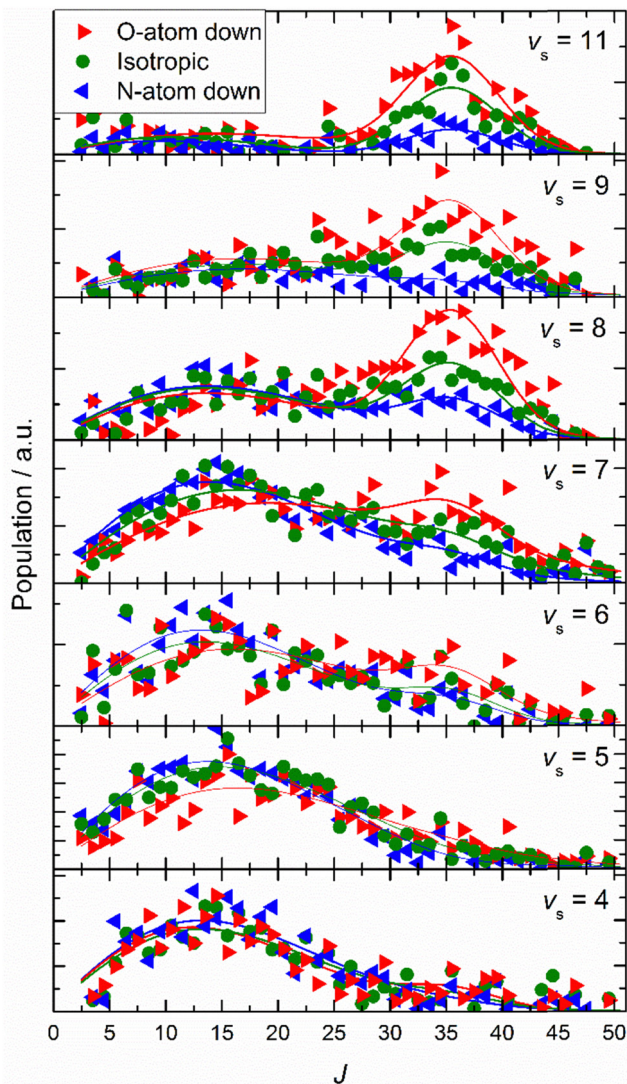 O-atom down
Isotropic
N-atom down
vs = 11
vs = 9
vs = 8
vs = 7
vs = 6
vs = 5
vs = 4
Population / a.u.
0 5 10 15 20 25 30 35 40 45 50
J